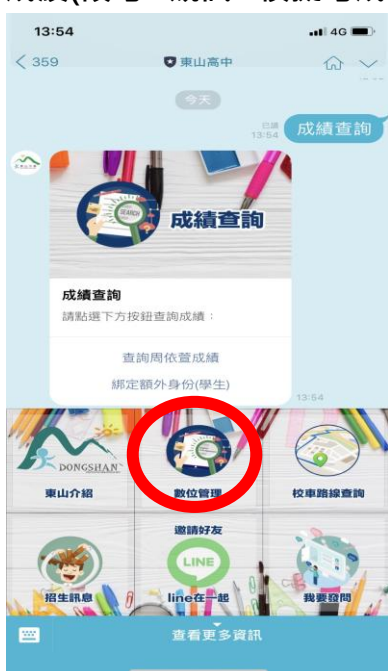 13:54
4G
359
東山高中
今天
已讀
13:54
成績查詢
SEARCH
成績查詢
成績查詢
請點選下方按鈕查詢成績：
查詢周依萱成績
綁定額外身份(學生)
13:54
DONGSHAN
東山介紹
數位管理
校車路線查詢
邀請好友
LINE
招生訊息
line在一起
我要發問
查看更多資訊